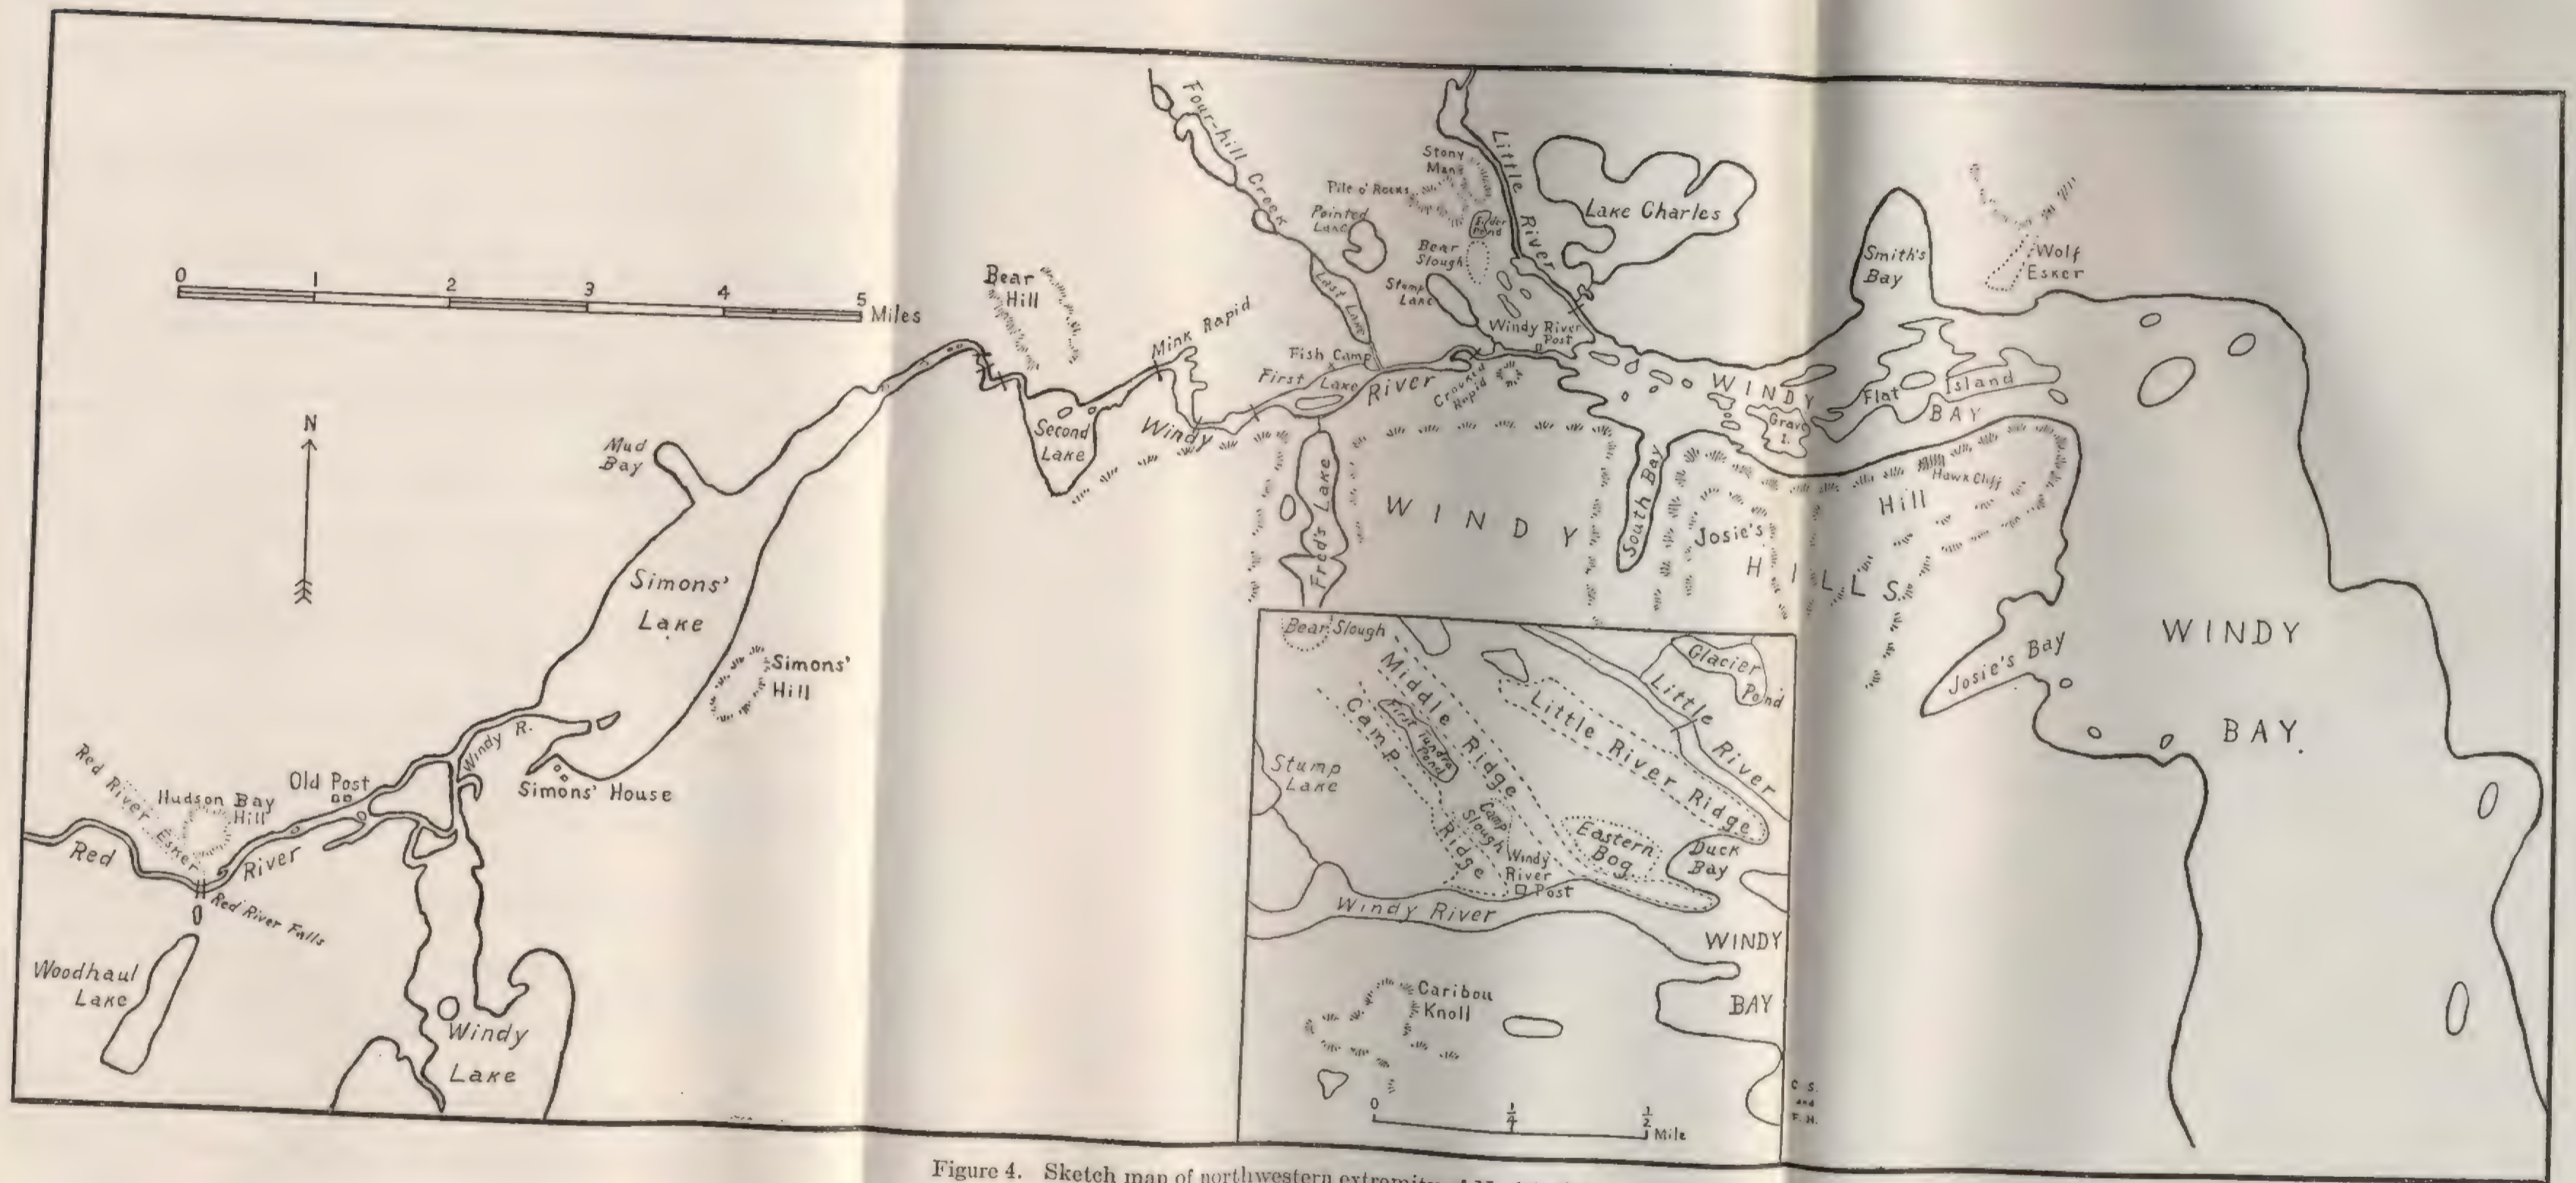 Four-hill Creek
Little River
Stony
Man
Pile o' Rocks
Pointed
Lake
Lake Charles
Bear
Slough
Stump
Lake
Last Lake
Windy River
Post
Smith's
Bay
Wolf
Esker
0 1 2 3 4 5 Miles
Bear
Hill
Mink Rapid
Fish Camp
First Lake
River
Crooked
Rapid
WINDY
BAY
Flat Island
Grave
I.
N
Mud
Bay
Second
Lake
Windy
Fred's Lake
WINDY
HILLS
South Bay
Josie's
Hill
Hawk Cliff
Simons'
Lake
Simons'
Hill
Josie's Bay
WINDY
BAY.
Windy R.
Simons' House
Old Post
Hudson Bay
Hill
Red River Esker
Red River
Red River Falls
Woodhaul
Lake
Windy
Lake
Bear Slough
Glacier
Pond
Middle Ridge
Little River
Little River Ridge
Camp Ridge
First
Tundra
Pond
Stump
Lake
Camp
Slough
Eastern
Bog
Duck
Bay
Windy
River
Post
Windy River
WINDY
BAY
Caribou
Knoll
0 1/4 1/2 Mile
C. S.
and
F. H.
Figure 4. Sketch map of northwestern extremity of